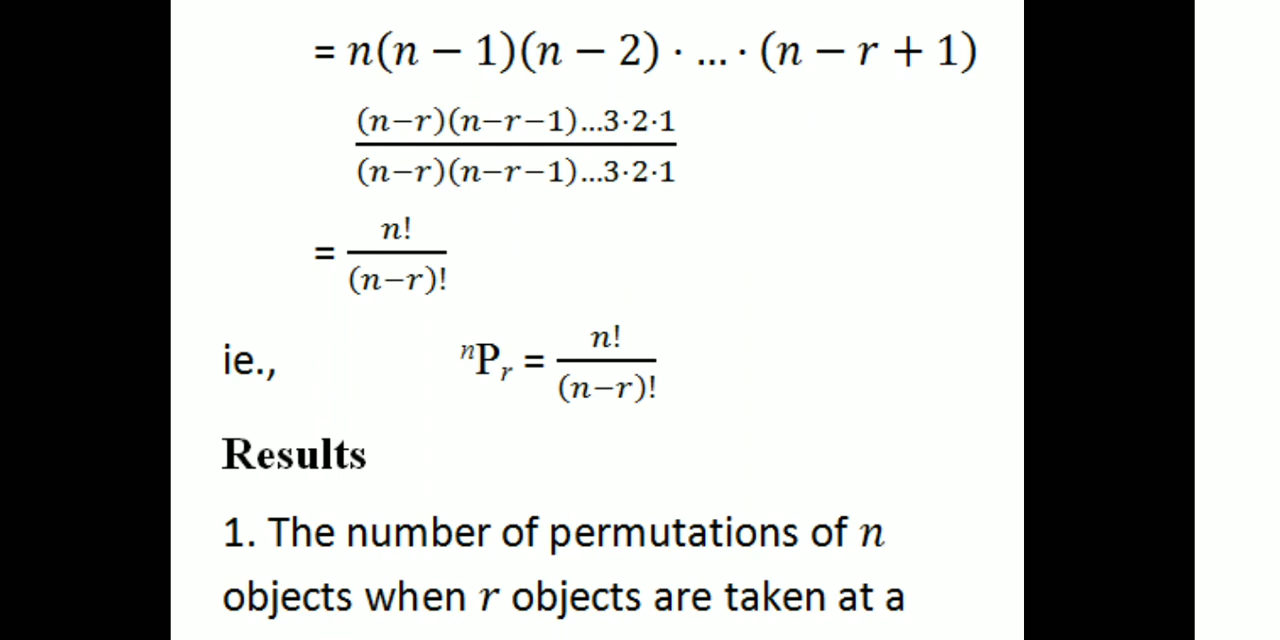 = n(n − 1)(n − 2) · ... · (n − r + 1)
(n−r)(n−r−1)...3·2·1
(n−r)(n−r−1)...3·2·1
= n!
(n−r)!
ie., ⁿPᵣ = n!
(n−r)!
Results
1. The number of permutations of n
objects when r objects are taken at a